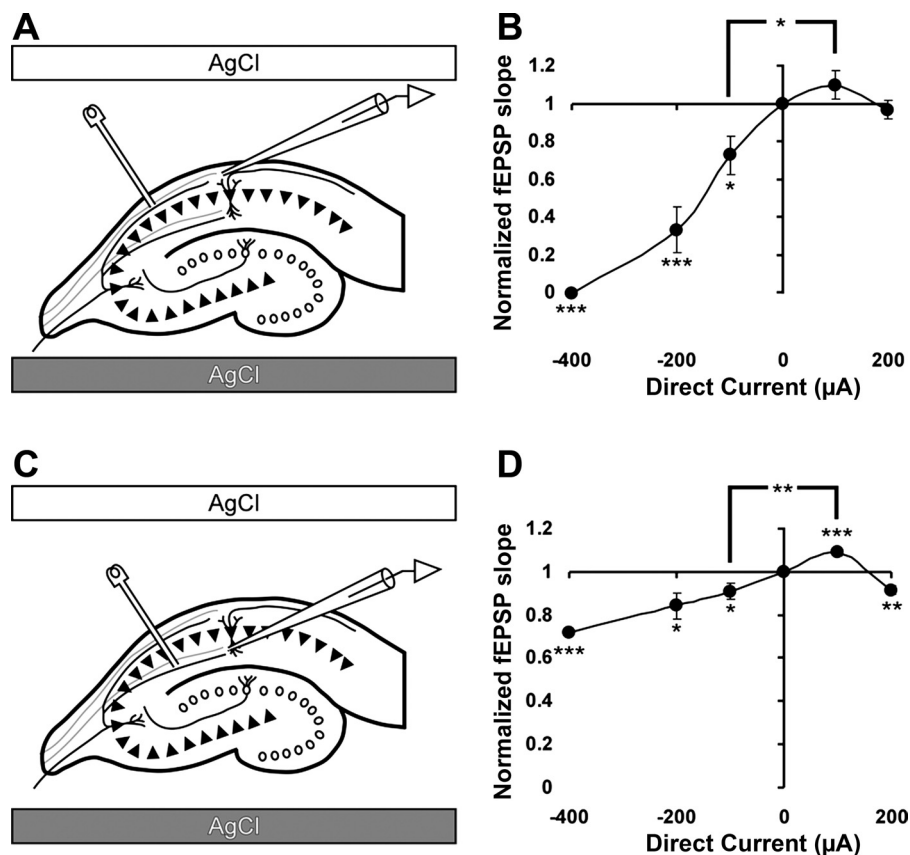 A
AgCl
AgCl
B
*
Normalized fEPSP slope
1.2
1
0.8
0.6
0.4
0.2
0
*
***
***
-400 -200 0 200
Direct Current (µA)
C
AgCl
AgCl
D
**
Normalized fEPSP slope
1.2
1
0.8
0.6
0.4
0.2
0
***
**
*
*
***
-400 -200 0 200
Direct Current (µA)